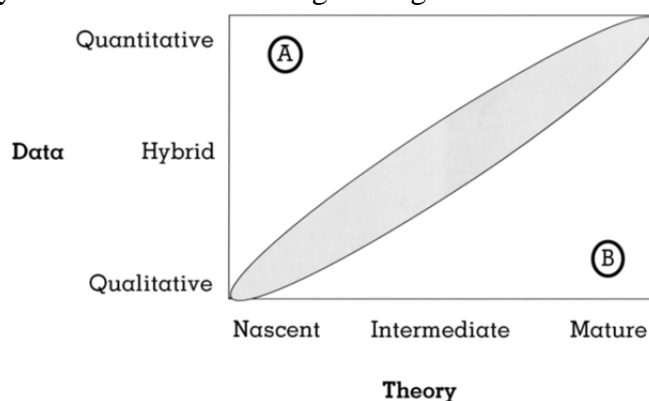 Quantitative
A
Data
Hybrid
B
Qualitative
Nascent
Intermediate
Mature
Theory